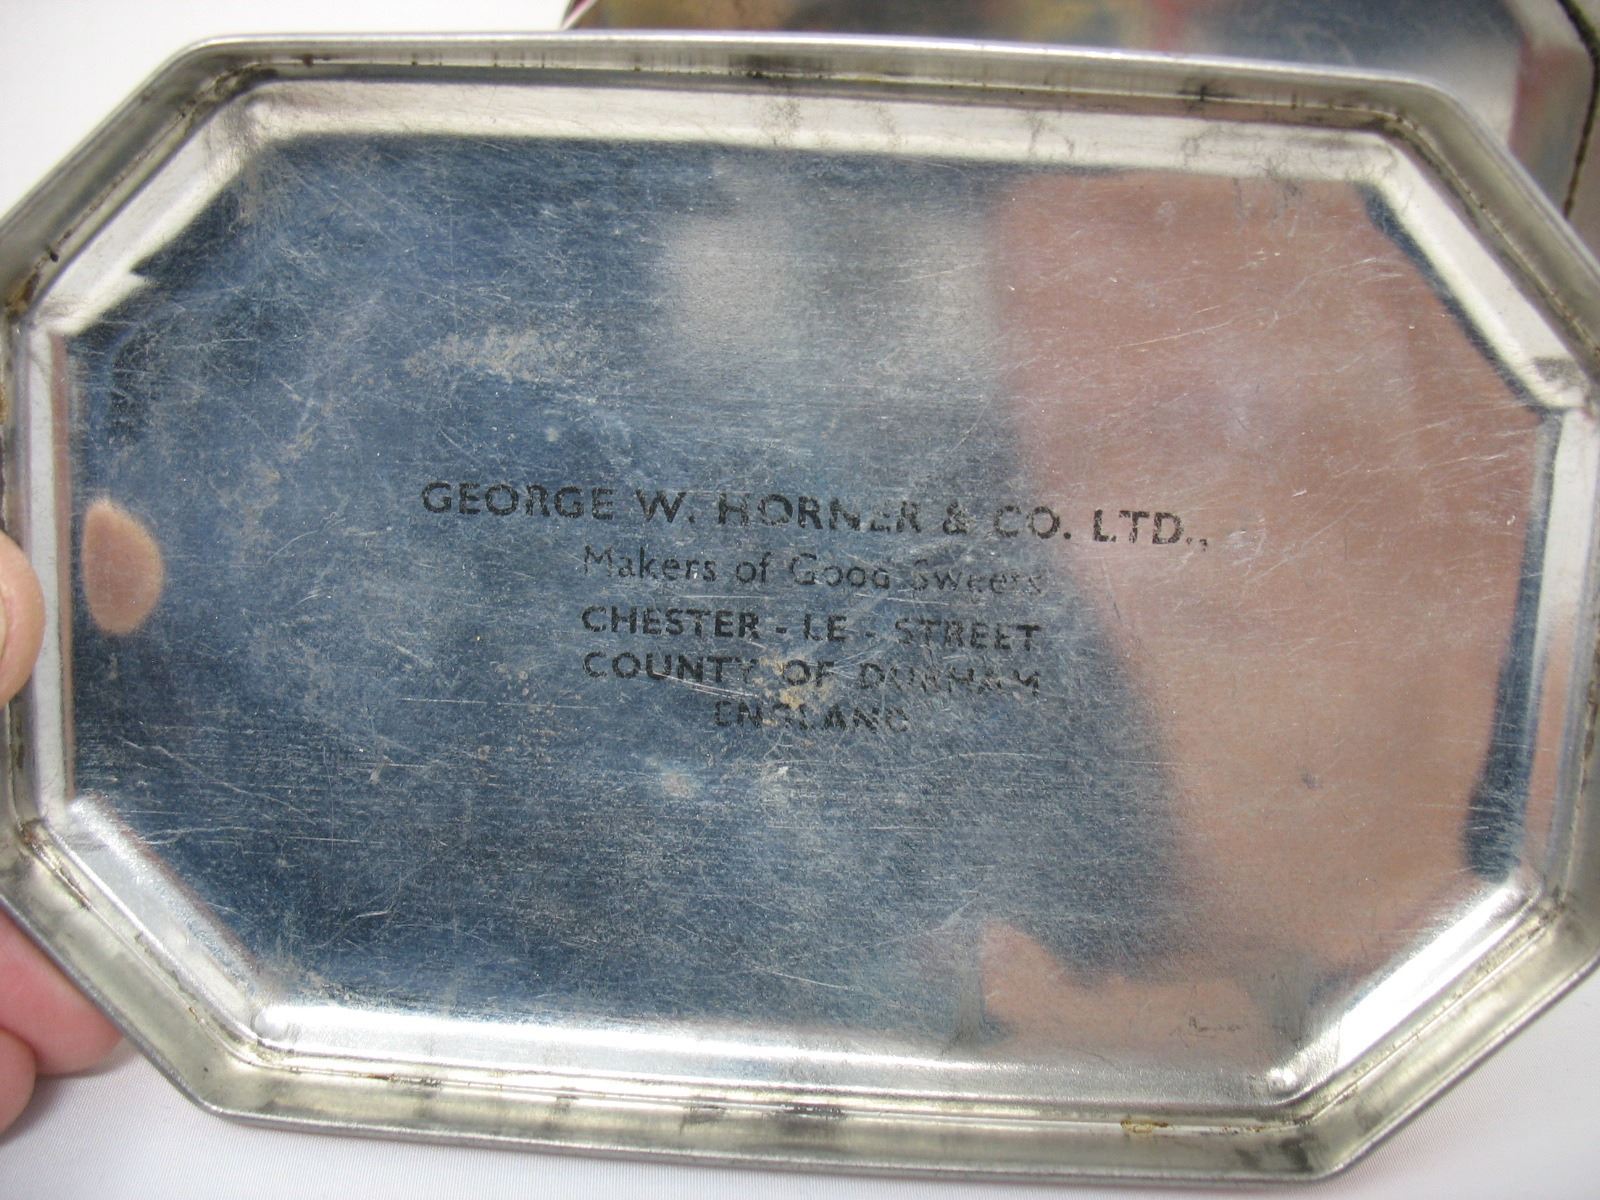 GEORGE W. HORNER & CO. LTD.,
Makers of Good Sweets
CHESTER - LE - STREET
COUNTY OF DURHAM
ENGLAND